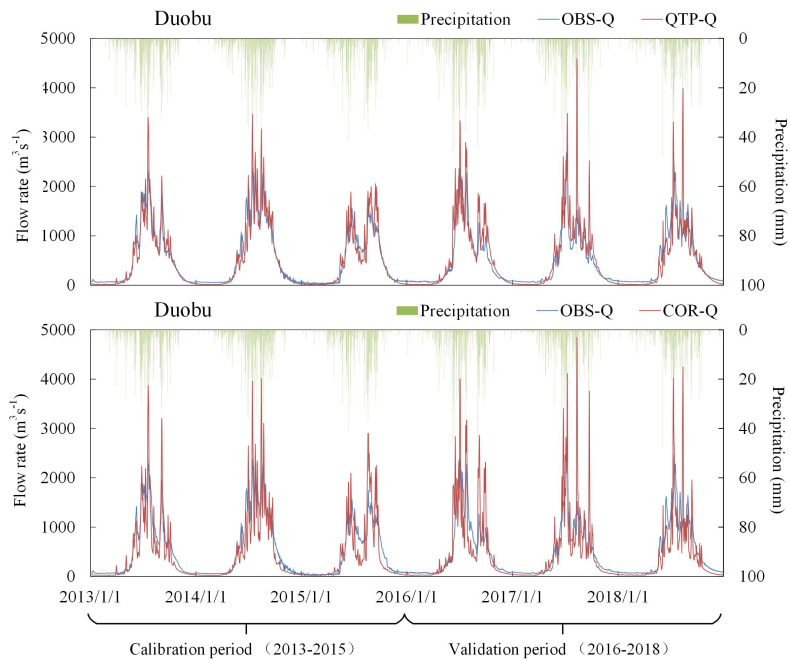 Duobu
Precipitation OBS-Q QTP-Q
5000 0
4000 20
3000 40
2000 60
1000 80
0 100
Flow rate (m³ s⁻¹)
Precipitation (mm)
Duobu
Precipitation OBS-Q COR-Q
5000 0
4000 20
3000 40
2000 60
1000 80
0 100
Flow rate (m³ s⁻¹)
Precipitation (mm)
2013/1/1 2014/1/1 2015/1/1 2016/1/1 2017/1/1 2018/1/1
Calibration period（2013-2015） Validation period（2016-2018）